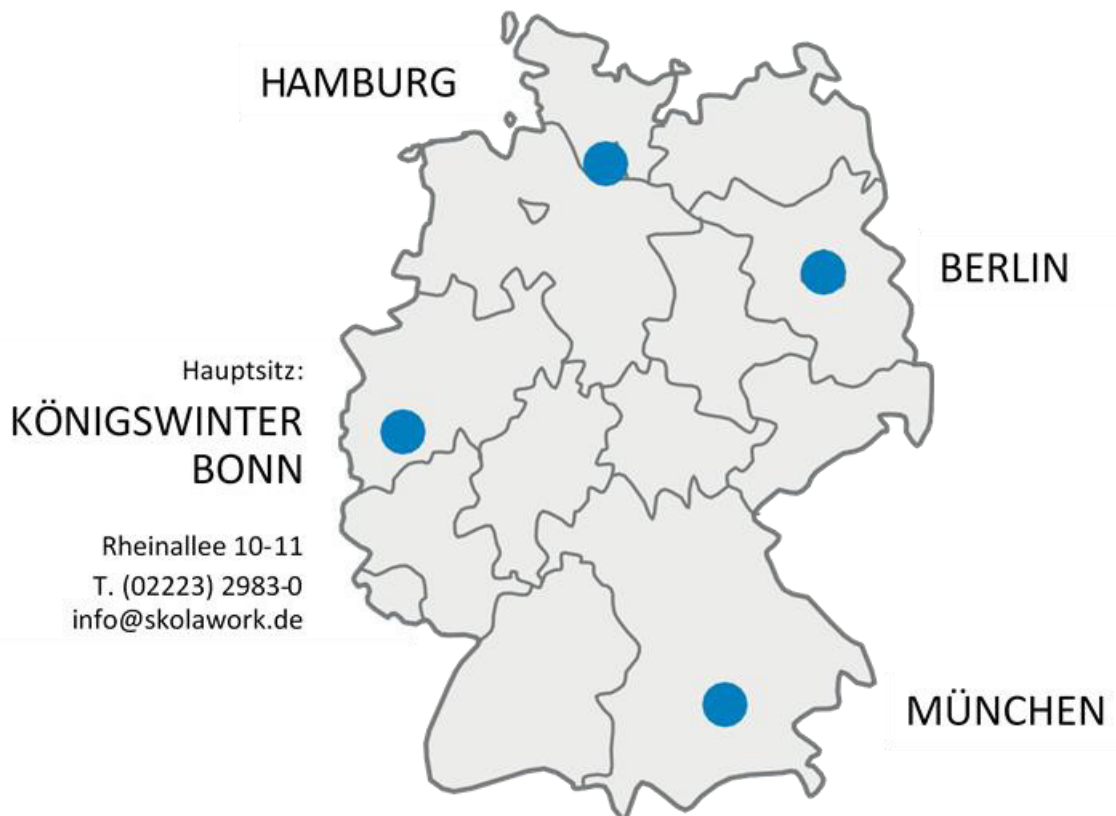 HAMBURG
BERLIN
Hauptsitz:
KÖNIGSWINTER
BONN
Rheinallee 10-11
T. (02223) 2983-0
info@skolawork.de
MÜNCHEN